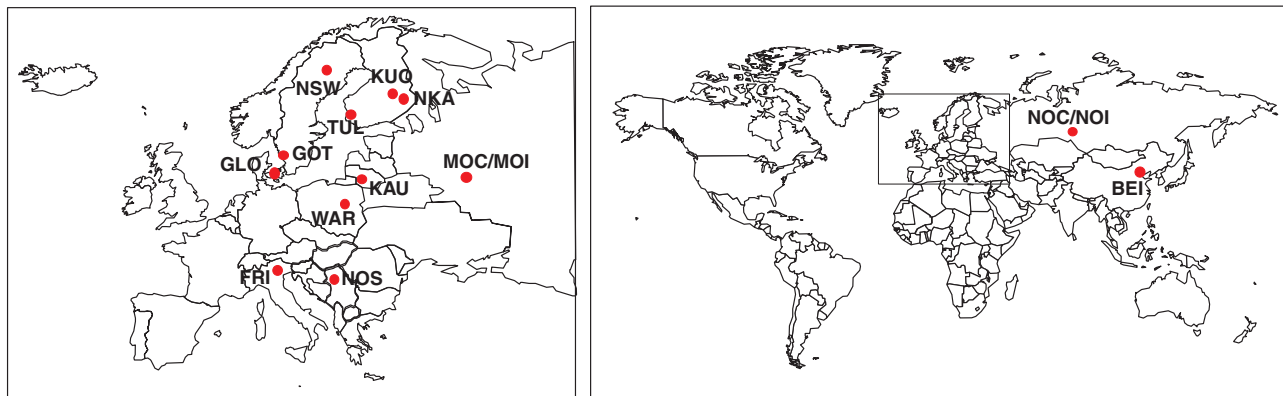 KUO
NSW
NKA
TUL
GOT
GLO
MOC/MOI
KAU
WAR
FRI
NOS
NOC/NOI
BEI